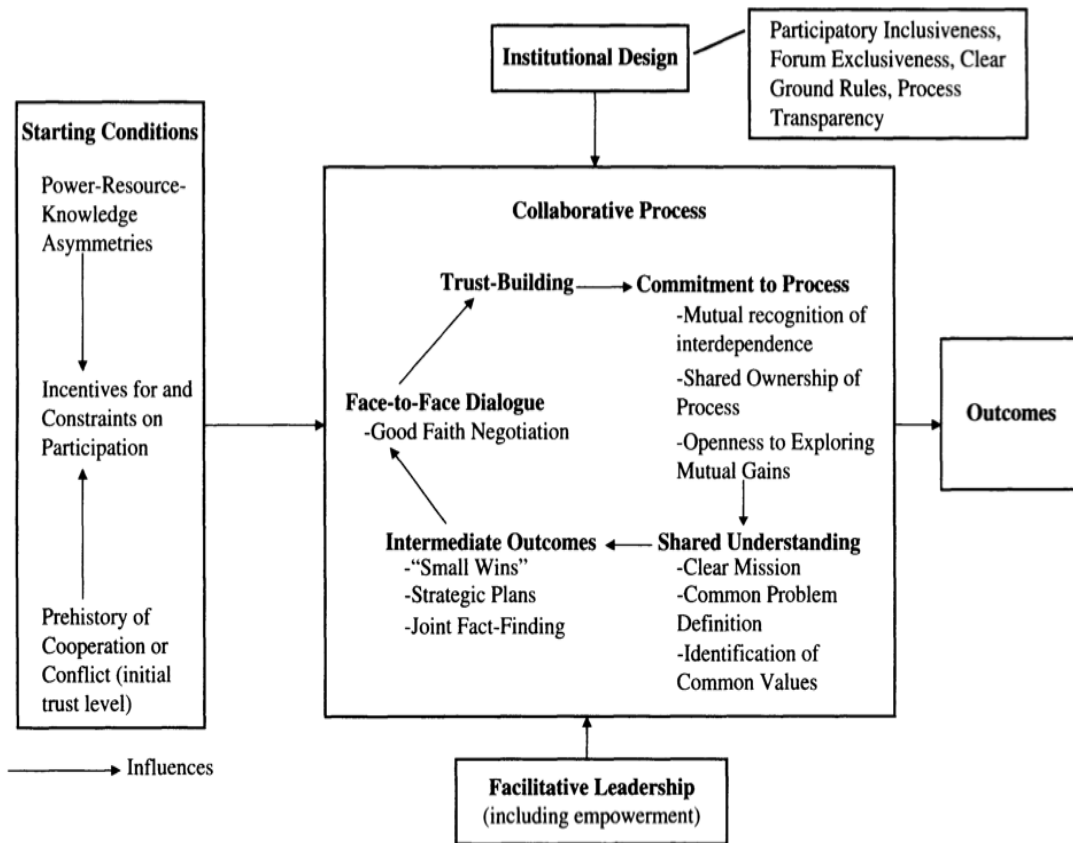 Institutional Design
Participatory Inclusiveness,
Forum Exclusiveness, Clear
Ground Rules, Process
Transparency
Starting Conditions
Power-Resource-
Knowledge
Asymmetries
Incentives for and
Constraints on
Participation
Prehistory of
Cooperation or
Conflict (initial
trust level)
Collaborative Process
Trust-Building
Commitment to Process
-Mutual recognition of
interdependence
-Shared Ownership of
Process
-Openness to Exploring
Mutual Gains
Face-to-Face Dialogue
-Good Faith Negotiation
Intermediate Outcomes
-“Small Wins”
-Strategic Plans
-Joint Fact-Finding
Shared Understanding
-Clear Mission
-Common Problem
Definition
-Identification of
Common Values
Outcomes
Influences
Facilitative Leadership
(including empowerment)